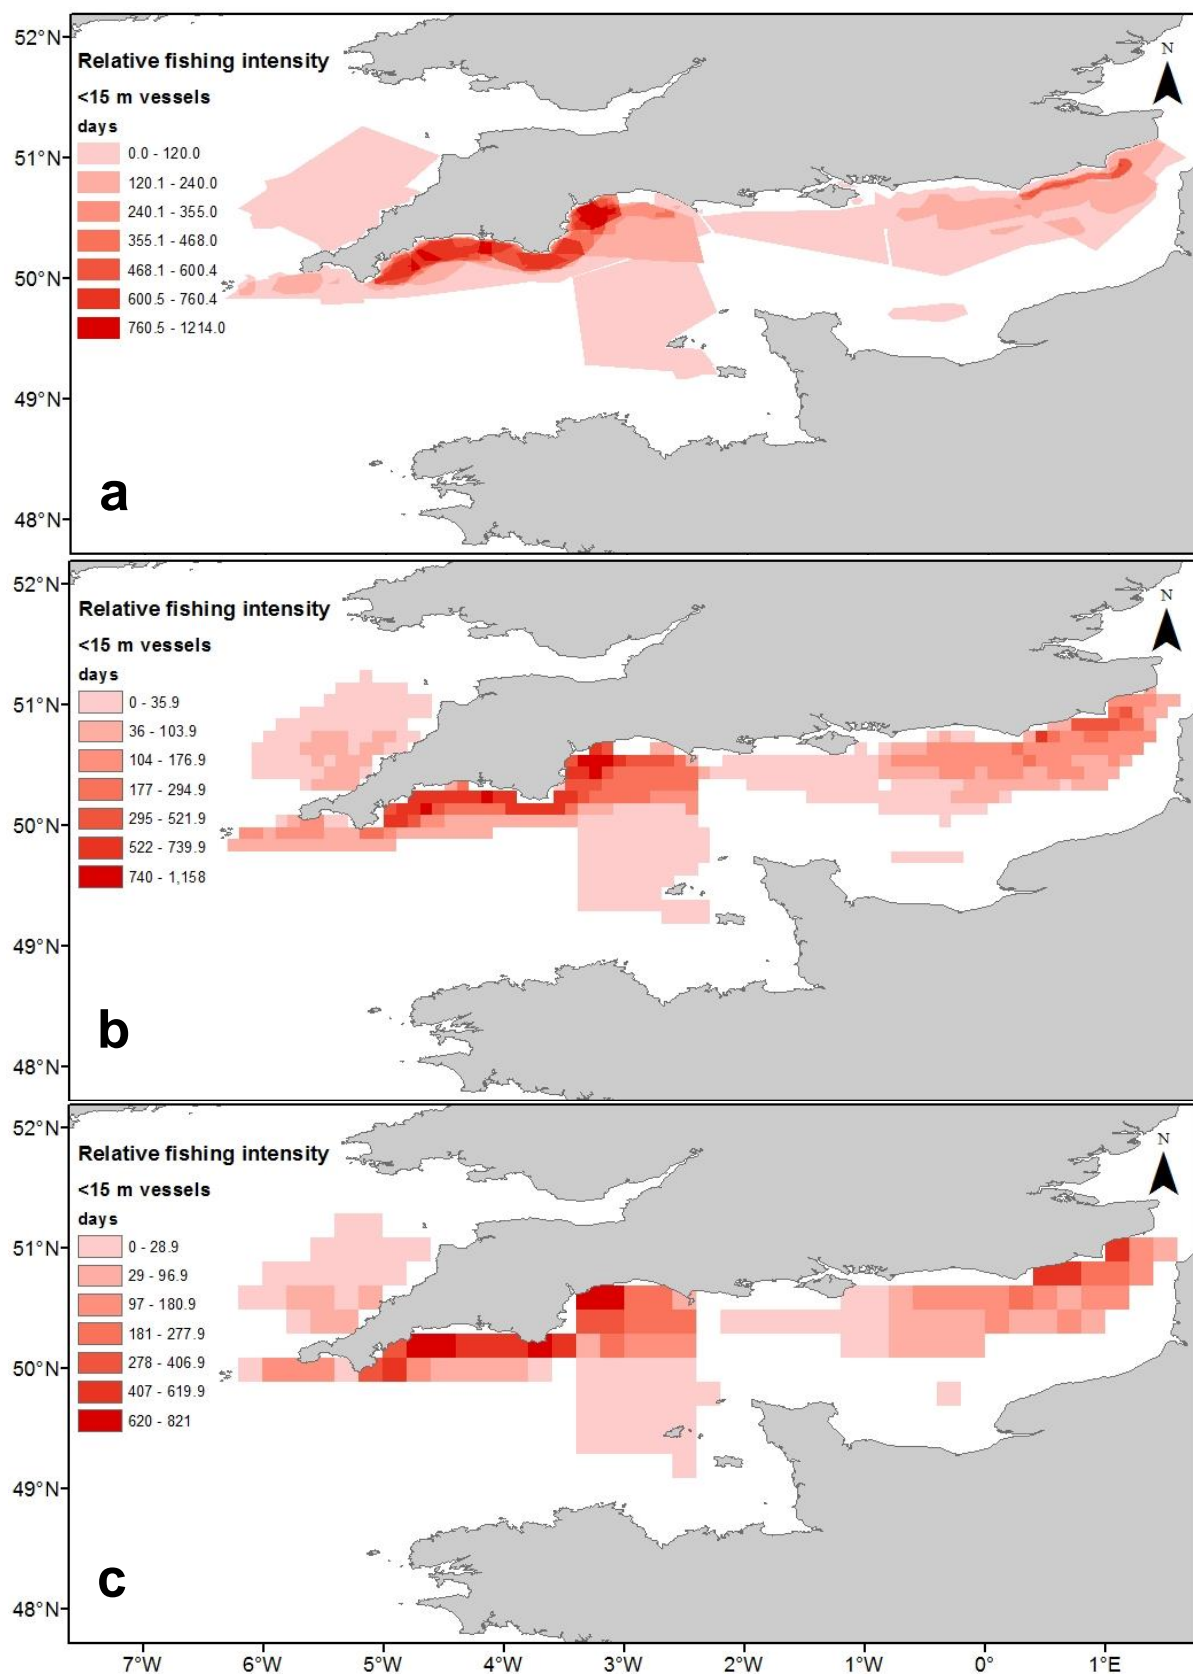 52°N
Relative fishing intensity
N
<15 m vessels
days
0.0 - 120.0
51°N
120.1 - 240.0
240.1 - 355.0
355.1 - 468.0
468.1 - 600.4
50°N
600.5 - 760.4
760.5 - 1214.0
49°N
a
48°N
52°N
Relative fishing intensity
N
<15 m vessels
days
0 - 35.9
51°N
36 - 103.9
104 - 176.9
177 - 294.9
295 - 521.9
50°N
522 - 739.9
740 - 1,158
49°N
b
48°N
52°N
Relative fishing intensity
N
<15 m vessels
days
0 - 28.9
51°N
29 - 96.9
97 - 180.9
181 - 277.9
278 - 406.9
50°N
407 - 619.9
620 - 821
49°N
c
48°N
7°W 6°W 5°W 4°W 3°W 2°W 1°W 0° 1°E